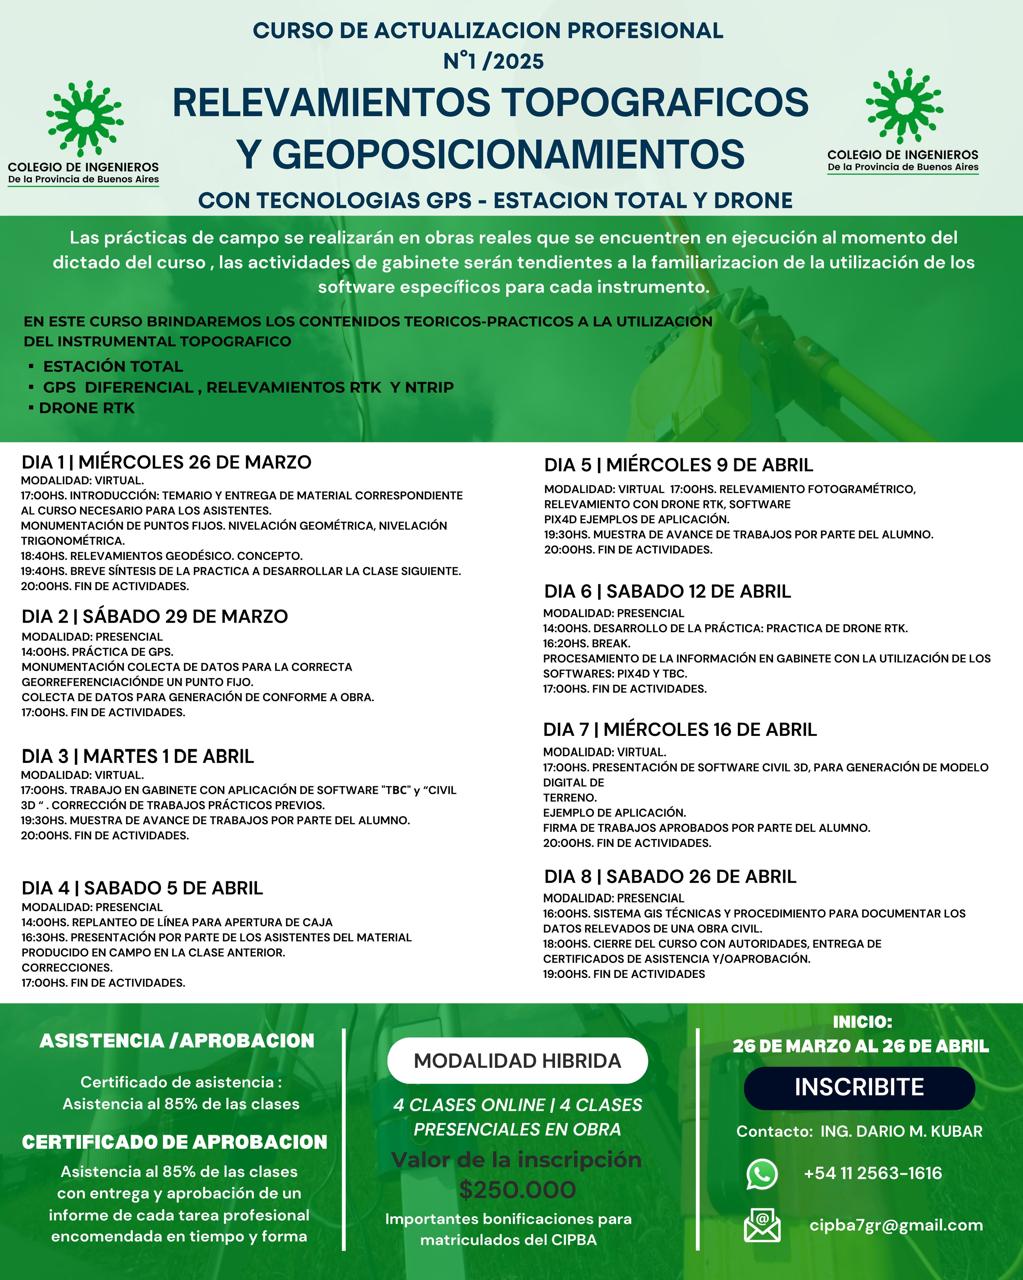 CURSO DE ACTUALIZACION PROFESIONAL
N°1 /2025
RELEVAMIENTOS TOPOGRAFICOS
Y GEOPOSICIONAMIENTOS
CON TECNOLOGIAS GPS - ESTACION TOTAL Y DRONE
COLEGIO DE INGENIEROS
De la Provincia de Buenos Aires
COLEGIO DE INGENIEROS
De la Provincia de Buenos Aires
Las prácticas de campo se realizarán en obras reales que se encuentren en ejecución al momento del
dictado del curso , las actividades de gabinete serán tendientes a la familiarizacion de la utilización de los
software específicos para cada instrumento.
EN ESTE CURSO BRINDAREMOS LOS CONTENIDOS TEORICOS-PRACTICOS A LA UTILIZACIÓN
DEL INSTRUMENTAL TOPOGRAFICO
▪ ESTACIÓN TOTAL
▪ GPS DIFERENCIAL , RELEVAMIENTOS RTK Y NTRIP
▪ DRONE RTK
DIA 1 | MIÉRCOLES 26 DE MARZO
MODALIDAD: VIRTUAL.
17:00HS. INTRODUCCIÓN: TEMARIO Y ENTREGA DE MATERIAL CORRESPONDIENTE
AL CURSO NECESARIO PARA LOS ASISTENTES.
MONUMENTACIÓN DE PUNTOS FIJOS. NIVELACIÓN GEOMÉTRICA, NIVELACIÓN
TRIGONOMÉTRICA.
18:40HS. RELEVAMIENTOS GEODÉSICO. CONCEPTO.
19:40HS. BREVE SÍNTESIS DE LA PRACTICA A DESARROLLAR LA CLASE SIGUIENTE.
20:00HS. FIN DE ACTIVIDADES.
DIA 2 | SÁBADO 29 DE MARZO
MODALIDAD: PRESENCIAL
14:00HS. PRÁCTICA DE GPS.
MONUMENTACIÓN COLECTA DE DATOS PARA LA CORRECTA
GEORREFERENCIACIÓNDE UN PUNTO FIJO.
COLECTA DE DATOS PARA GENERACIÓN DE CONFORME A OBRA.
17:00HS. FIN DE ACTIVIDADES.
DIA 3 | MARTES 1 DE ABRIL
MODALIDAD: VIRTUAL.
17:00HS. TRABAJO EN GABINETE CON APLICACIÓN DE SOFTWARE "TBC" y “CIVIL
3D “ . CORRECCIÓN DE TRABAJOS PRÁCTICOS PREVIOS.
19:30HS. MUESTRA DE AVANCE DE TRABAJOS POR PARTE DEL ALUMNO.
20:00HS. FIN DE ACTIVIDADES.
DIA 4 | SABADO 5 DE ABRIL
MODALIDAD: PRESENCIAL
14:00HS. REPLANTEO DE LÍNEA PARA APERTURA DE CAJA
16:30HS. PRESENTACIÓN POR PARTE DE LOS ASISTENTES DEL MATERIAL
PRODUCIDO EN CAMPO EN LA CLASE ANTERIOR.
CORRECCIONES.
17:00HS. FIN DE ACTIVIDADES.
DIA 5 | MIÉRCOLES 9 DE ABRIL
MODALIDAD: VIRTUAL 17:00HS. RELEVAMIENTO FOTOGRAMÉTRICO,
RELEVAMIENTO CON DRONE RTK, SOFTWARE
PIX4D EJEMPLOS DE APLICACIÓN.
19:30HS. MUESTRA DE AVANCE DE TRABAJOS POR PARTE DEL ALUMNO.
20:00HS. FIN DE ACTIVIDADES.
DIA 6 | SABADO 12 DE ABRIL
MODALIDAD: PRESENCIAL
14:00HS. DESARROLLO DE LA PRÁCTICA: PRACTICA DE DRONE RTK.
16:20HS. BREAK.
PROCESAMIENTO DE LA INFORMACIÓN EN GABINETE CON LA UTILIZACIÓN DE LOS
SOFTWARES: PIX4D Y TBC.
17:00HS. FIN DE ACTIVIDADES.
DIA 7 | MIÉRCOLES 16 DE ABRIL
MODALIDAD: VIRTUAL.
17:00HS. PRESENTACIÓN DE SOFTWARE CIVIL 3D, PARA GENERACIÓN DE MODELO
DIGITAL DE
TERRENO.
EJEMPLO DE APLICACIÓN.
FIRMA DE TRABAJOS APROBADOS POR PARTE DEL ALUMNO.
20:00HS. FIN DE ACTIVIDADES.
DIA 8 | SABADO 26 DE ABRIL
MODALIDAD: PRESENCIAL
16:00HS. SISTEMA GIS TÉCNICAS Y PROCEDIMIENTO PARA DOCUMENTAR LOS
DATOS RELEVADOS DE UNA OBRA CIVIL.
18:00HS. CIERRE DEL CURSO CON AUTORIDADES, ENTREGA DE
CERTIFICADOS DE ASISTENCIA Y/OAPROBACIÓN.
19:00HS. FIN DE ACTIVIDADES
ASISTENCIA /APROBACION
Certificado de asistencia :
Asistencia al 85% de las clases
CERTIFICADO DE APROBACION
Asistencia al 85% de las clases
con entrega y aprobación de un
informe de cada tarea profesional
encomendada en tiempo y forma
MODALIDAD HIBRIDA
4 CLASES ONLINE | 4 CLASES
PRESENCIALES EN OBRA
Valor de la inscripción
$250.000
Importantes bonificaciones para
matriculados del CIPBA
INICIO:
26 DE MARZO AL 26 DE ABRIL
INSCRIBITE
Contacto: ING. DARIO M. KUBAR
+54 11 2563-1616
@
cipba7gr@gmail.com